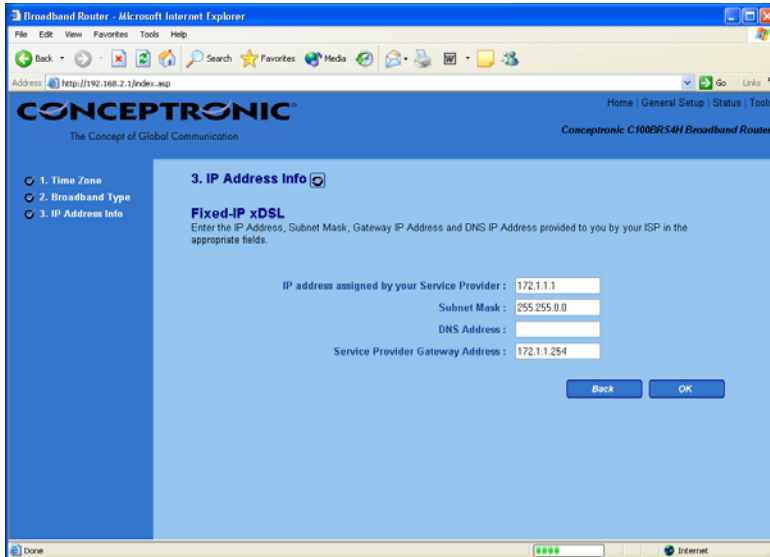 Broadband Router - Microsoft Internet Explorer
File Edit View Favorites Tools Help
Back Search Favorites Media
Address http://192.168.2.1/index.asp Go Links
CONCEPTRONIC
The Concept of Global Communication
Home | General Setup | Status | Tools
Conceptronic C100BRS4H Broadband Router
1. Time Zone
2. Broadband Type
3. IP Address Info
3. IP Address Info
Fixed-IP xDSL
Enter the IP Address, Subnet Mask, Gateway IP Address and DNS IP Address provided to you by your ISP in the
appropriate fields.
IP address assigned by your Service Provider : 172.1.1.1
Subnet Mask : 255.255.0.0
DNS Address :
Service Provider Gateway Address : 172.1.1.254
Back OK
Done Internet